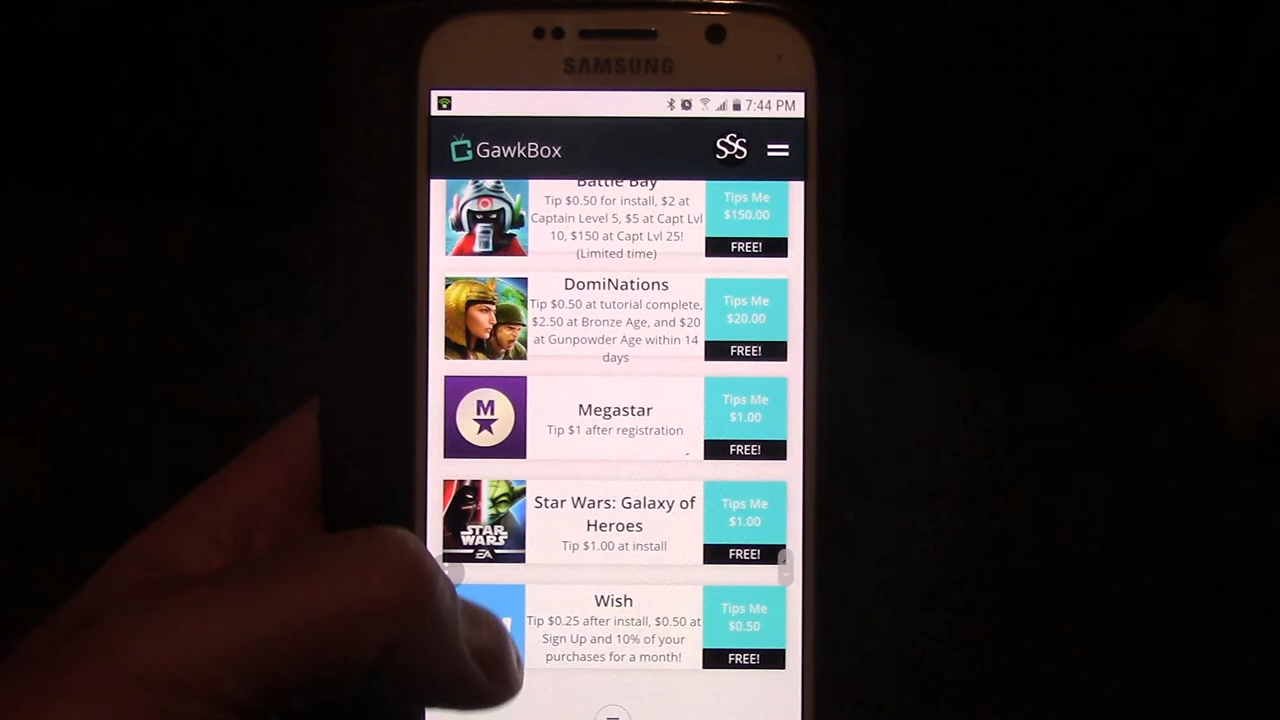 SAMSUNG
7:44 PM
GawkBox
SSS
Battle Bay
Tip $0.50 for install, $2 at
Captain Level 5, $5 at Capt Lvl
10, $150 at Capt Lvl 25!
(Limited time)
Tips Me
$150.00
FREE!
DomiNations
Tip $0.50 at tutorial complete,
$2.50 at Bronze Age, and $20
at Gunpowder Age within 14
days
Tips Me
$20.00
FREE!
M
Megastar
Tip $1 after registration
Tips Me
$1.00
FREE!
STAR
WARS
EA
Star Wars: Galaxy of
Heroes
Tip $1.00 at install
Tips Me
$1.00
FREE!
Wish
Tip $0.25 after install, $0.50 at
Sign Up and 10% of your
purchases for a month!
Tips Me
$0.50
FREE!